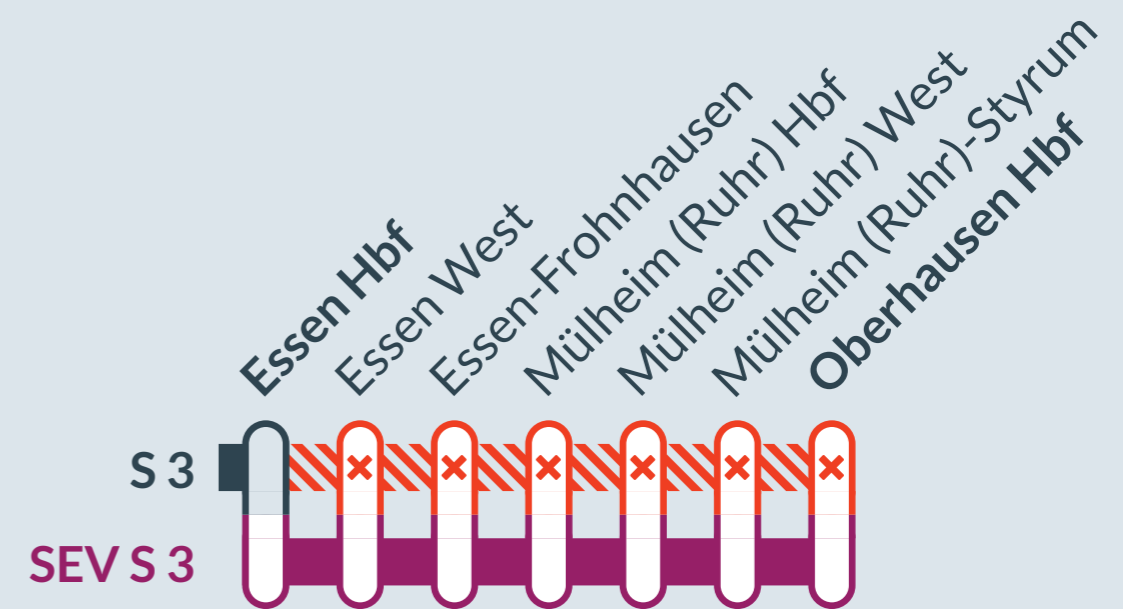 Essen Hbf
Essen West
Essen-Frohnhausen
Mülheim (Ruhr) Hbf
Mülheim (Ruhr) West
Mülheim (Ruhr)-Styrum
Oberhausen Hbf
S 3
SEV S 3